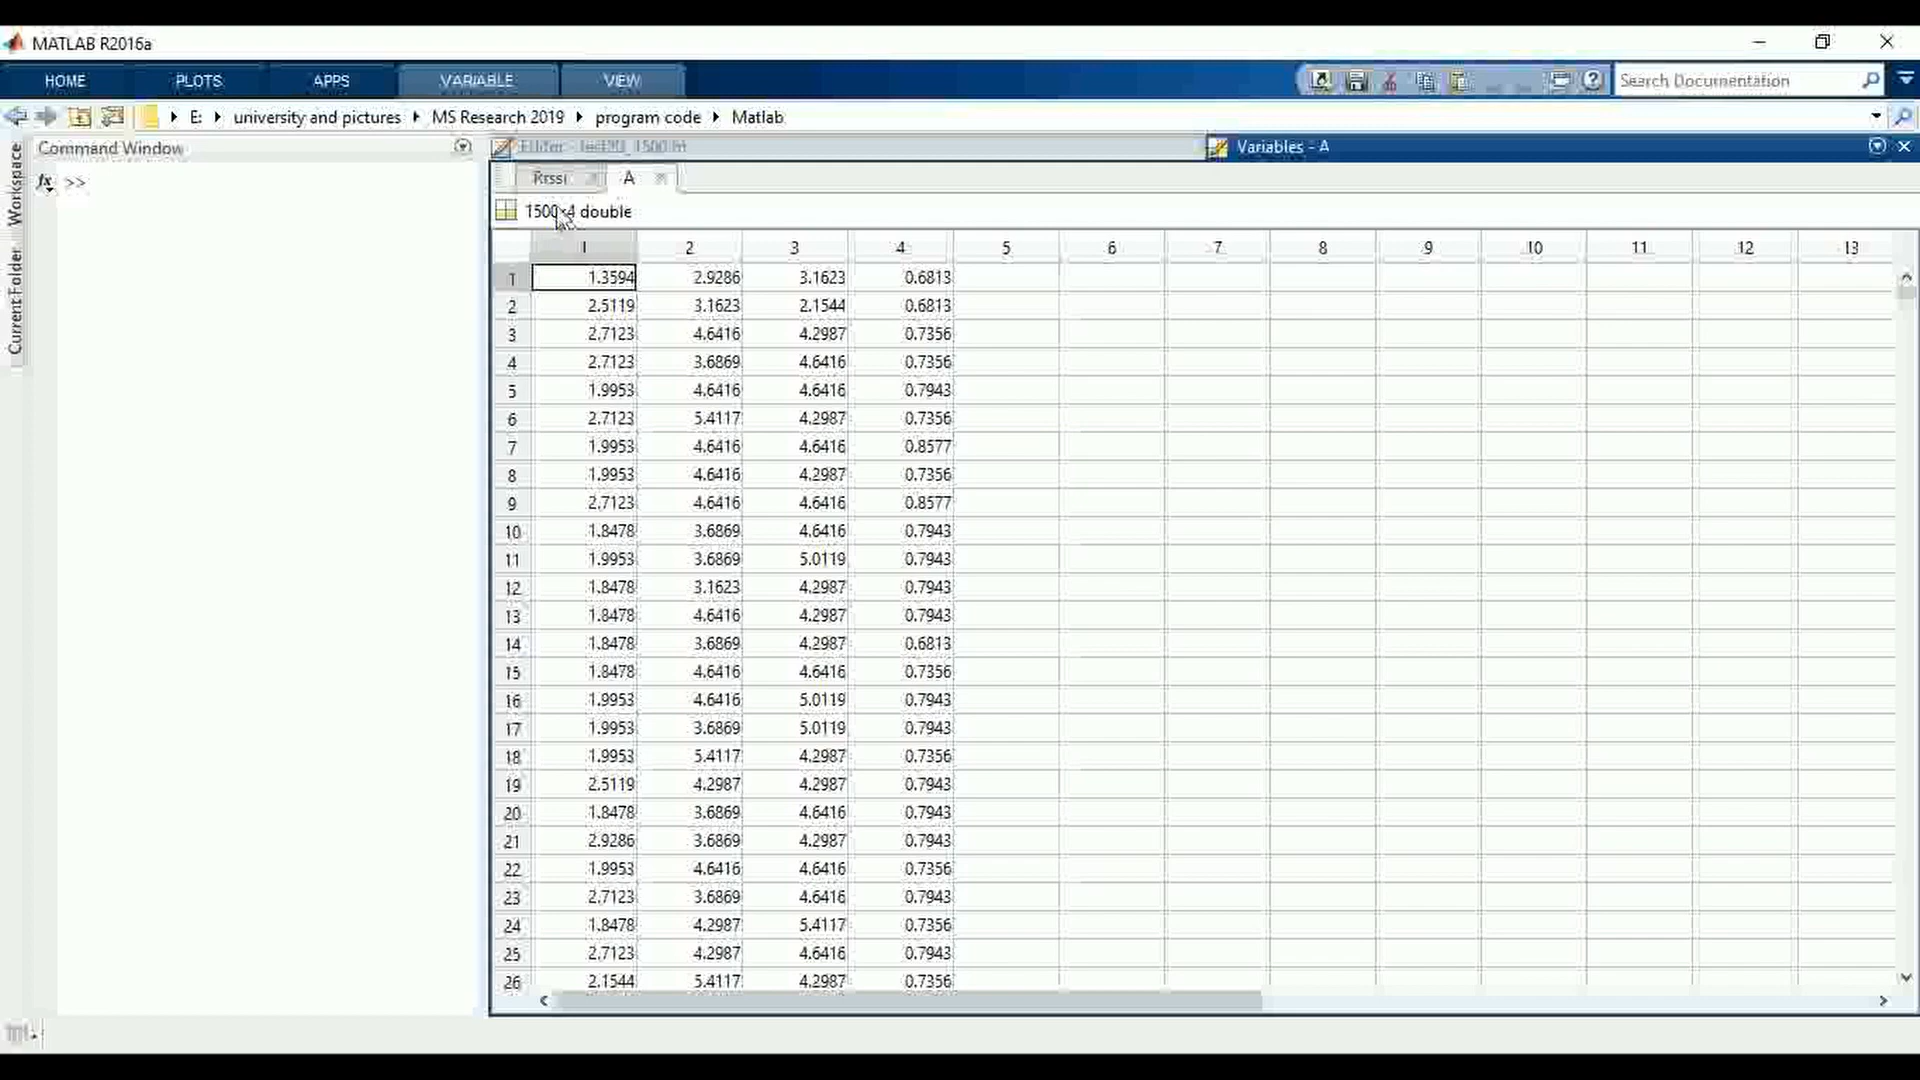 MATLAB R2016a
HOME PLOTS APPS VARIABLE VIEW Search Documentation
E: university and pictures MS Research 2019 program code Matlab
Command Window
Variables - A
Workspace
Current Folder
fx >>
Rssi A
1500x4 double
1 2 3 4 5 6 7 8 9 10 11 12 13
1 1.3594 2.9286 3.1623 0.6813
2 2.5119 3.1623 2.1544 0.6813
3 2.7123 4.6416 4.2987 0.7356
4 2.7123 3.6869 4.6416 0.7356
5 1.9953 4.6416 4.6416 0.7943
6 2.7123 5.4117 4.2987 0.7356
7 1.9953 4.6416 4.6416 0.8577
8 1.9953 4.6416 4.2987 0.7356
9 2.7123 4.6416 4.6416 0.8577
10 1.8478 3.6869 4.6416 0.7943
11 1.9953 3.6869 5.0119 0.7943
12 1.8478 3.1623 4.2987 0.7943
13 1.8478 4.6416 4.2987 0.7943
14 1.8478 3.6869 4.2987 0.6813
15 1.8478 4.6416 4.6416 0.7356
16 1.9953 4.6416 5.0119 0.7943
17 1.9953 3.6869 5.0119 0.7943
18 1.9953 5.4117 4.2987 0.7356
19 2.5119 4.2987 4.2987 0.7943
20 1.8478 3.6869 4.6416 0.7943
21 2.9286 3.6869 4.2987 0.7943
22 1.9953 4.6416 4.6416 0.7356
23 2.7123 3.6869 4.6416 0.7943
24 1.8478 4.2987 5.4117 0.7356
25 2.7123 4.2987 4.6416 0.7943
26 2.1544 5.4117 4.2987 0.7356